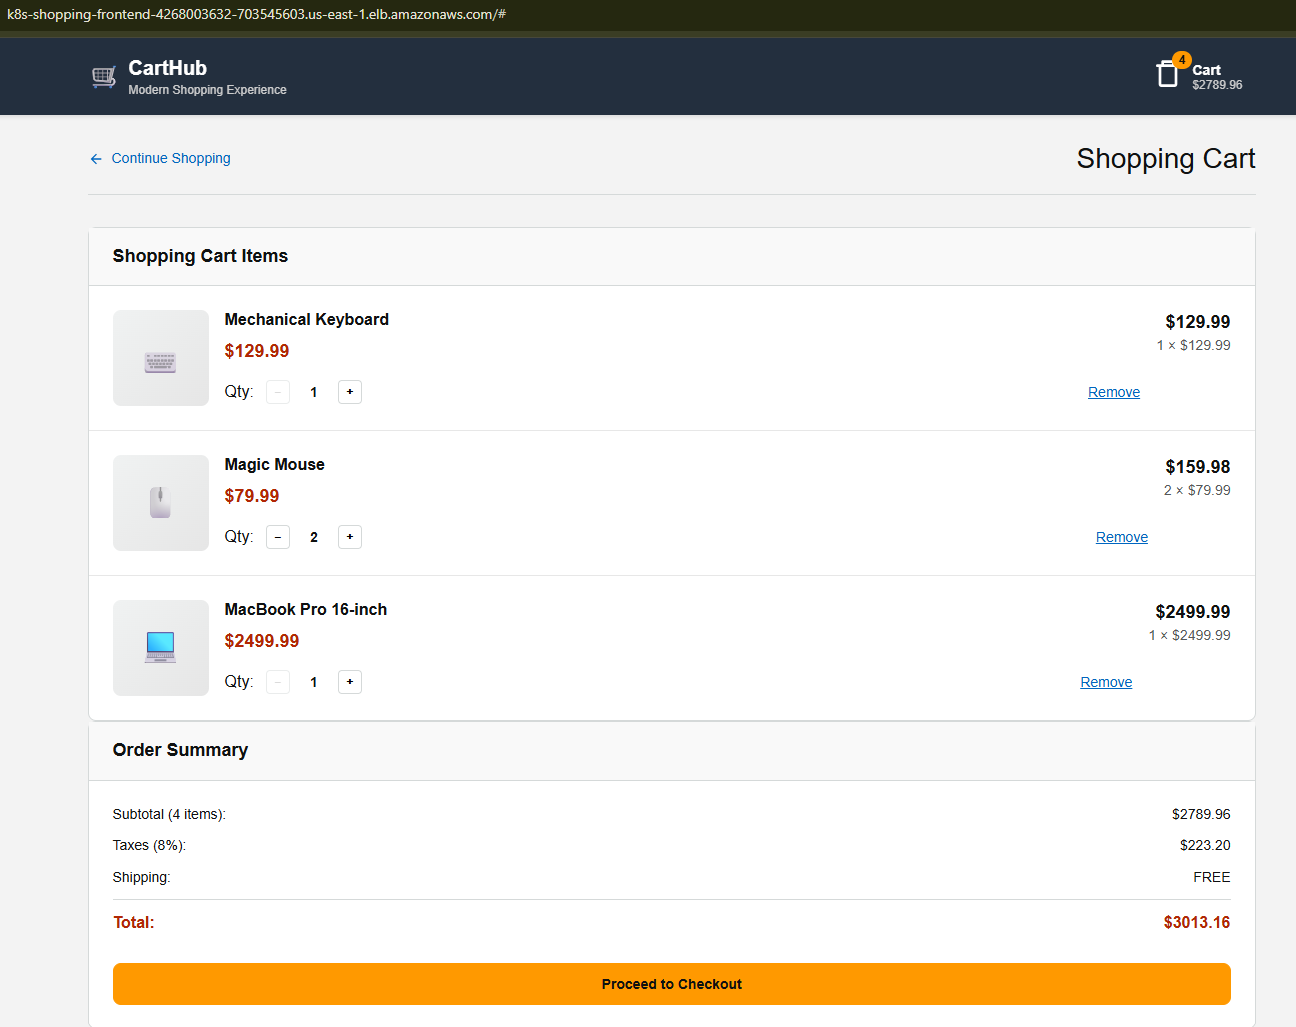 k8s-shopping-frontend-4268003632-703545603.us-east-1.elb.amazonaws.com/#
CartHub
Modern Shopping Experience
4
Cart
$2789.96
← Continue Shopping
Shopping Cart
Shopping Cart Items
Mechanical Keyboard
$129.99
$129.99
1 × $129.99
Qty: − 1 +
Remove
Magic Mouse
$159.98
$79.99
2 × $79.99
Qty: − 2 +
Remove
MacBook Pro 16-inch
$2499.99
$2499.99
1 × $2499.99
Qty: − 1 +
Remove
Order Summary
Subtotal (4 items): $2789.96
Taxes (8%): $223.20
Shipping: FREE
Total: $3013.16
Proceed to Checkout